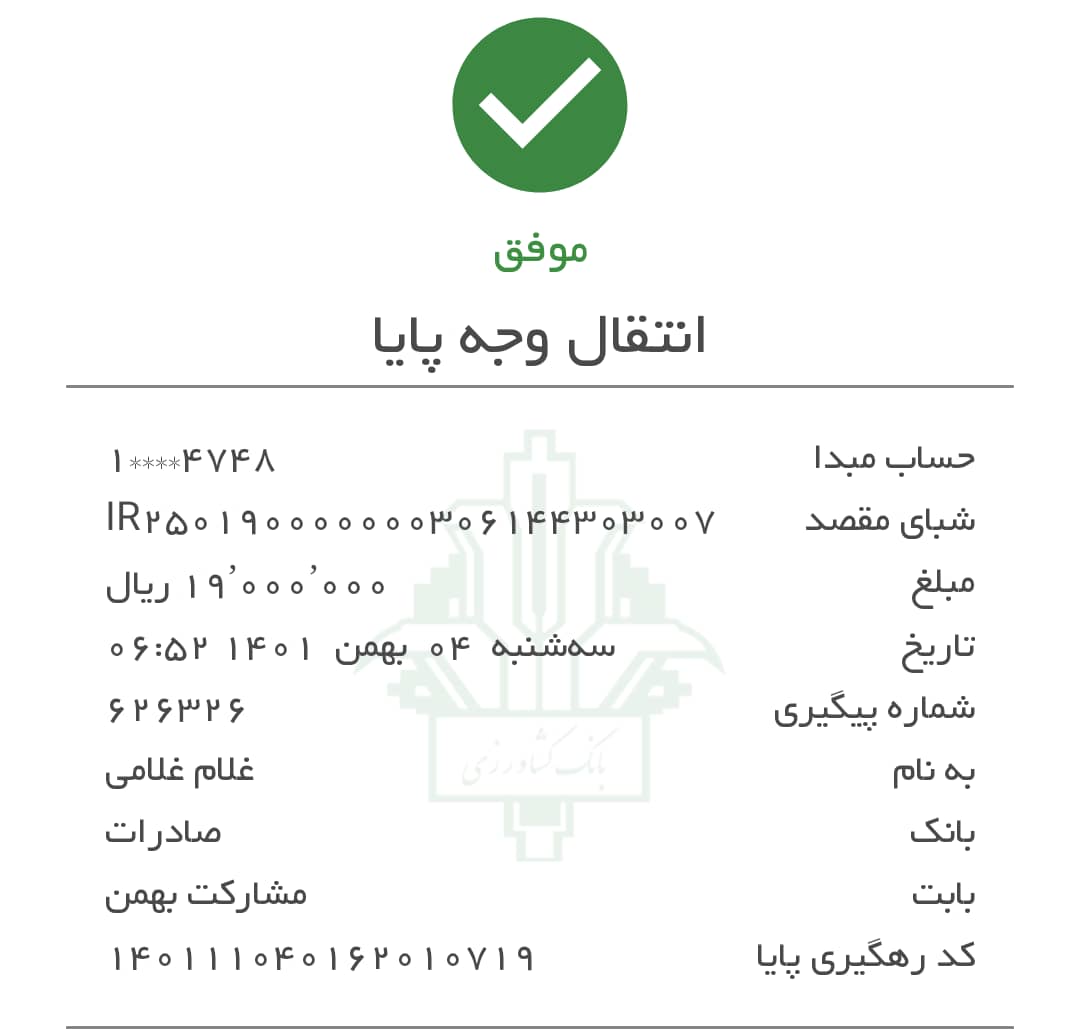 موفق
انتقال وجه پایا
حساب مبدا ۱****۴۷۴۸
شبای مقصد IR۲۵۰۱۹۰۰۰۰۰۰۰۳۰۶۱۴۴۳۰۳۰۰۷
مبلغ ۱۹٬۰۰۰٬۰۰۰ ریال
تاریخ سه‌شنبه ۰۴ بهمن ۱۴۰۱ ۰۶:۵۲
شماره پیگیری ۶۲۶۳۲۶
به نام غلام غلامی
بانک کشاورزی
بانک صادرات
بابت مشارکت بهمن
کد رهگیری پایا ۱۴۰۱۱۱۰۴۰۱۶۲۰۱۰۷۱۹